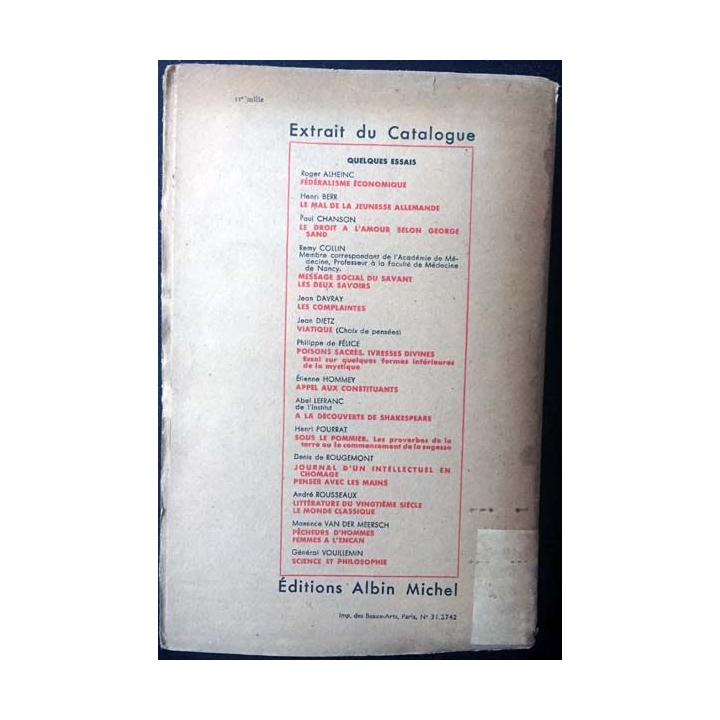 11e mille
Extrait du Catalogue
QUELQUES ESSAIS
Roger ALHEINC
FÉDÉRALISME ÉCONOMIQUE
Henri BERR
LE MAL DE LA JEUNESSE ALLEMANDE
Paul CHANSON
LE DROIT A L'AMOUR SELON GEORGE
SAND
Remy COLLIN
Membre correspondant de l'Académie de Mé-
decine, Professeur à la Faculté de Médecine
de Nancy.
MESSAGE SOCIAL DU SAVANT
LES DEUX SAVOIRS
Jean DAVRAY
LES COMPLAINTES
Jean DIETZ
VIATIQUE (Choix de pensées)
Philippe de FÉLICE
POISONS SACRÉS, IVRESSES DIVINES
Essai sur quelques formes inférieures
de la mystique
Étienne HOMMEY
APPEL AUX CONSTITUANTS
Abel LEFRANC
de l'Institut
A LA DÉCOUVERTE DE SHAKESPEARE
Henri POURRAT
SOUS LE POMMIER. Les proverbes de la
terre ou le commencement de la sagesse
Denis de ROUGEMONT
JOURNAL D'UN INTELLECTUEL EN
CHOMAGE
PENSER AVEC LES MAINS
André ROUSSEAUX
LITTÉRATURE DU VINGTIÈME SIÈCLE
LE MONDE CLASSIQUE
Maxence VAN DER MEERSCH
PÊCHEURS D'HOMMES
FEMMES A L'ENCAN
Général VOUILLEMIN
SCIENCE ET PHILOSOPHIE
Éditions Albin Michel
Imp. des Beaux-Arts, Paris, N° 31.3742